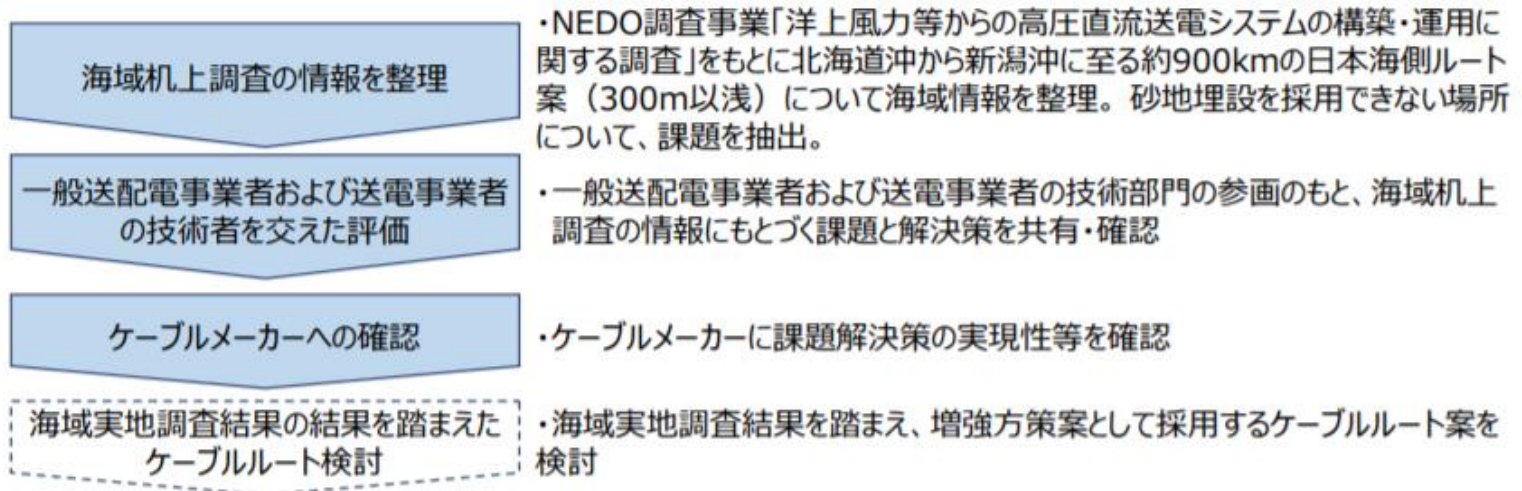 海域机上調査の情報を整理
・NEDO調査事業「洋上風力等からの高圧直流送電システムの構築・運用に
関する調査」をもとに北海道沖から新潟沖に至る約900kmの日本海側ルート
案（300m以浅）について海域情報を整理。砂地埋設を採用できない場所
について、課題を抽出。
一般送配電事業者および送電事業者
の技術者を交えた評価
・一般送配電事業者および送電事業者の技術部門の参画のもと、海域机上
調査の情報にもとづく課題と解決策を共有・確認
ケーブルメーカーへの確認
・ケーブルメーカーに課題解決策の実現性等を確認
海域実地調査結果の結果を踏まえた
ケーブルルート検討
・海域実地調査結果を踏まえ、増強方策案として採用するケーブルルート案を
検討